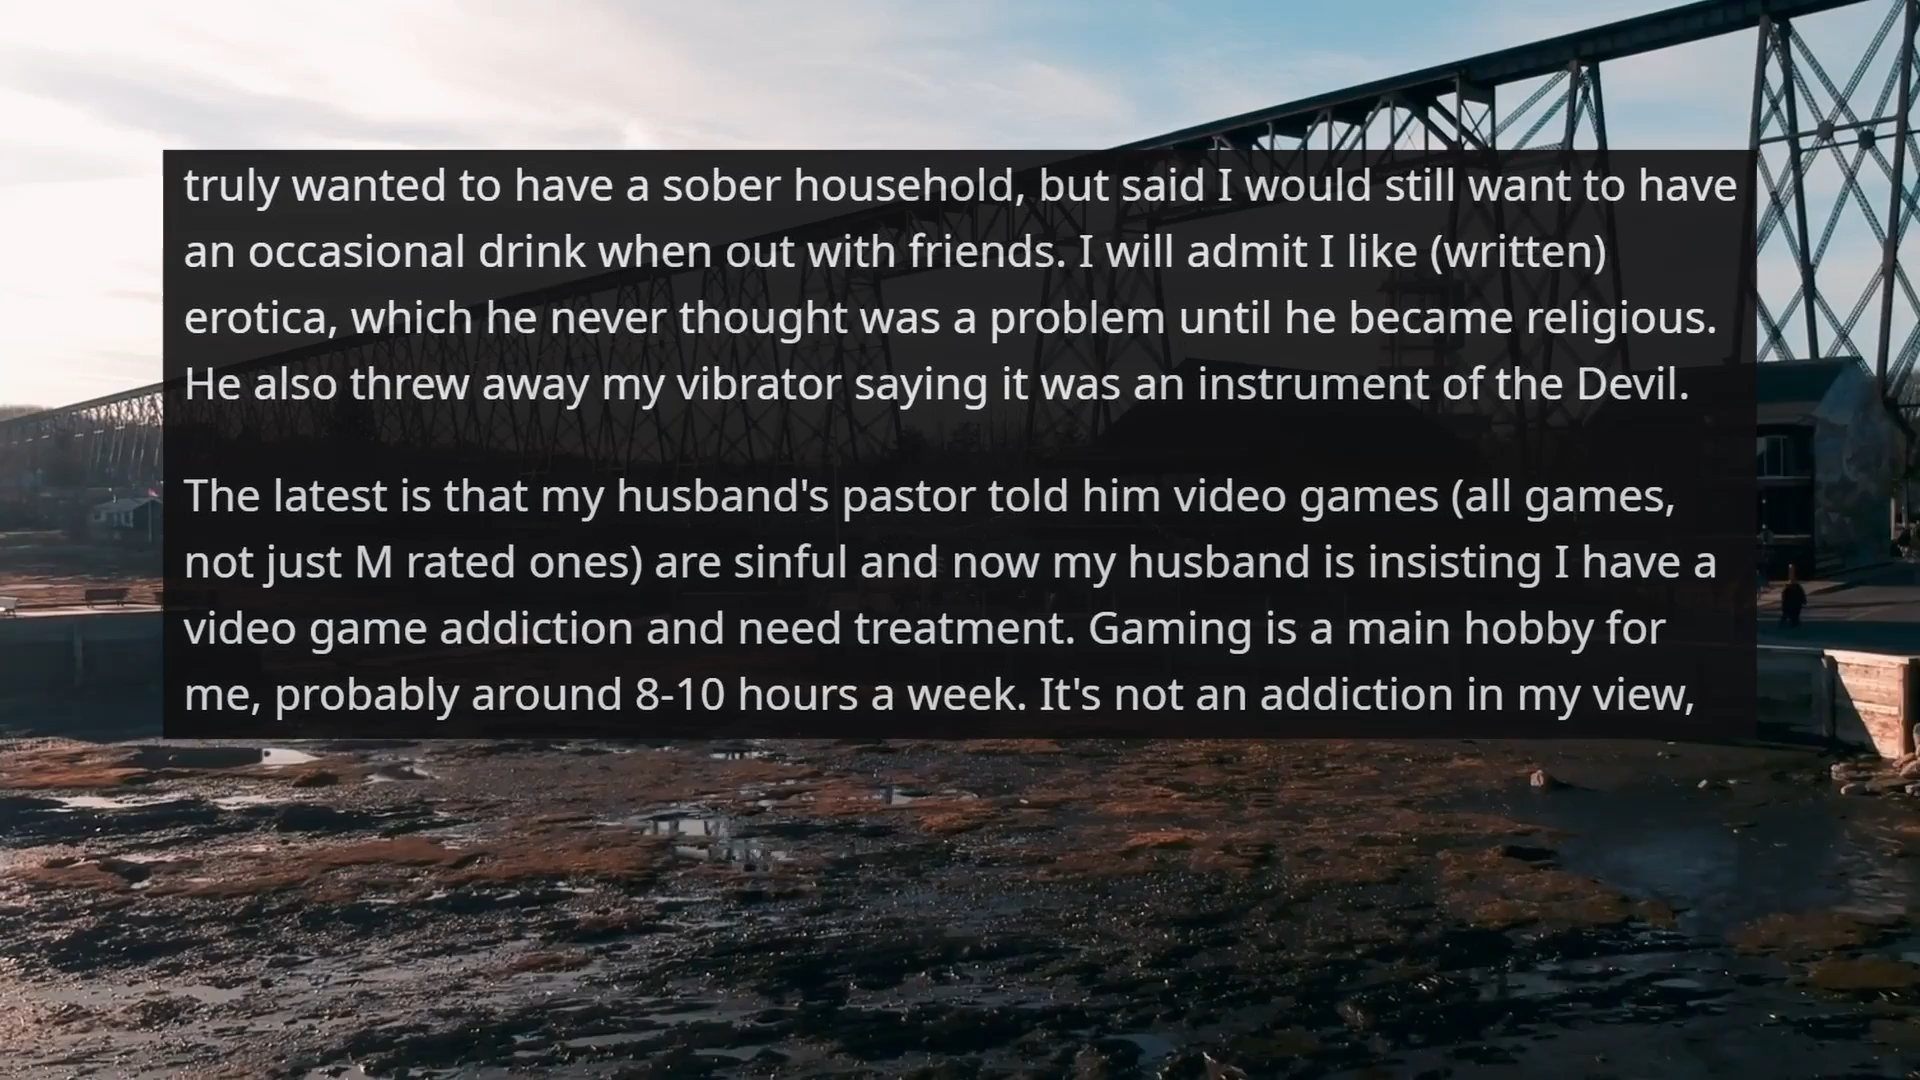 truly wanted to have a sober household, but said I would still want to have
an occasional drink when out with friends. I will admit I like (written)
erotica, which he never thought was a problem until he became religious.
He also threw away my vibrator saying it was an instrument of the Devil.
The latest is that my husband's pastor told him video games (all games,
not just M rated ones) are sinful and now my husband is insisting I have a
video game addiction and need treatment. Gaming is a main hobby for
me, probably around 8-10 hours a week. It's not an addiction in my view,